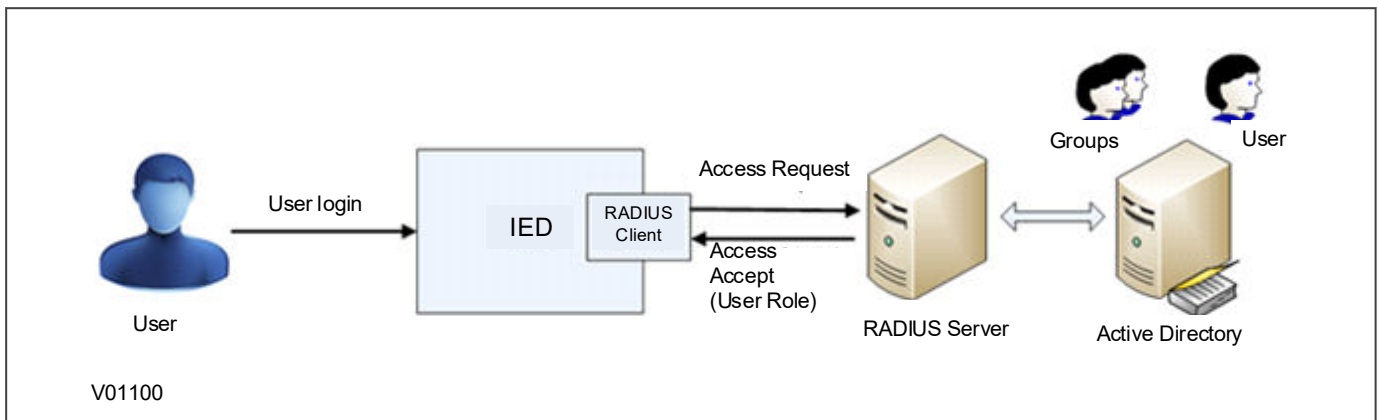 Groups
User
Access Request
User login
IED
RADIUS
Client
Access
Accept
(User Role)
User
RADIUS Server
Active Directory
V01100